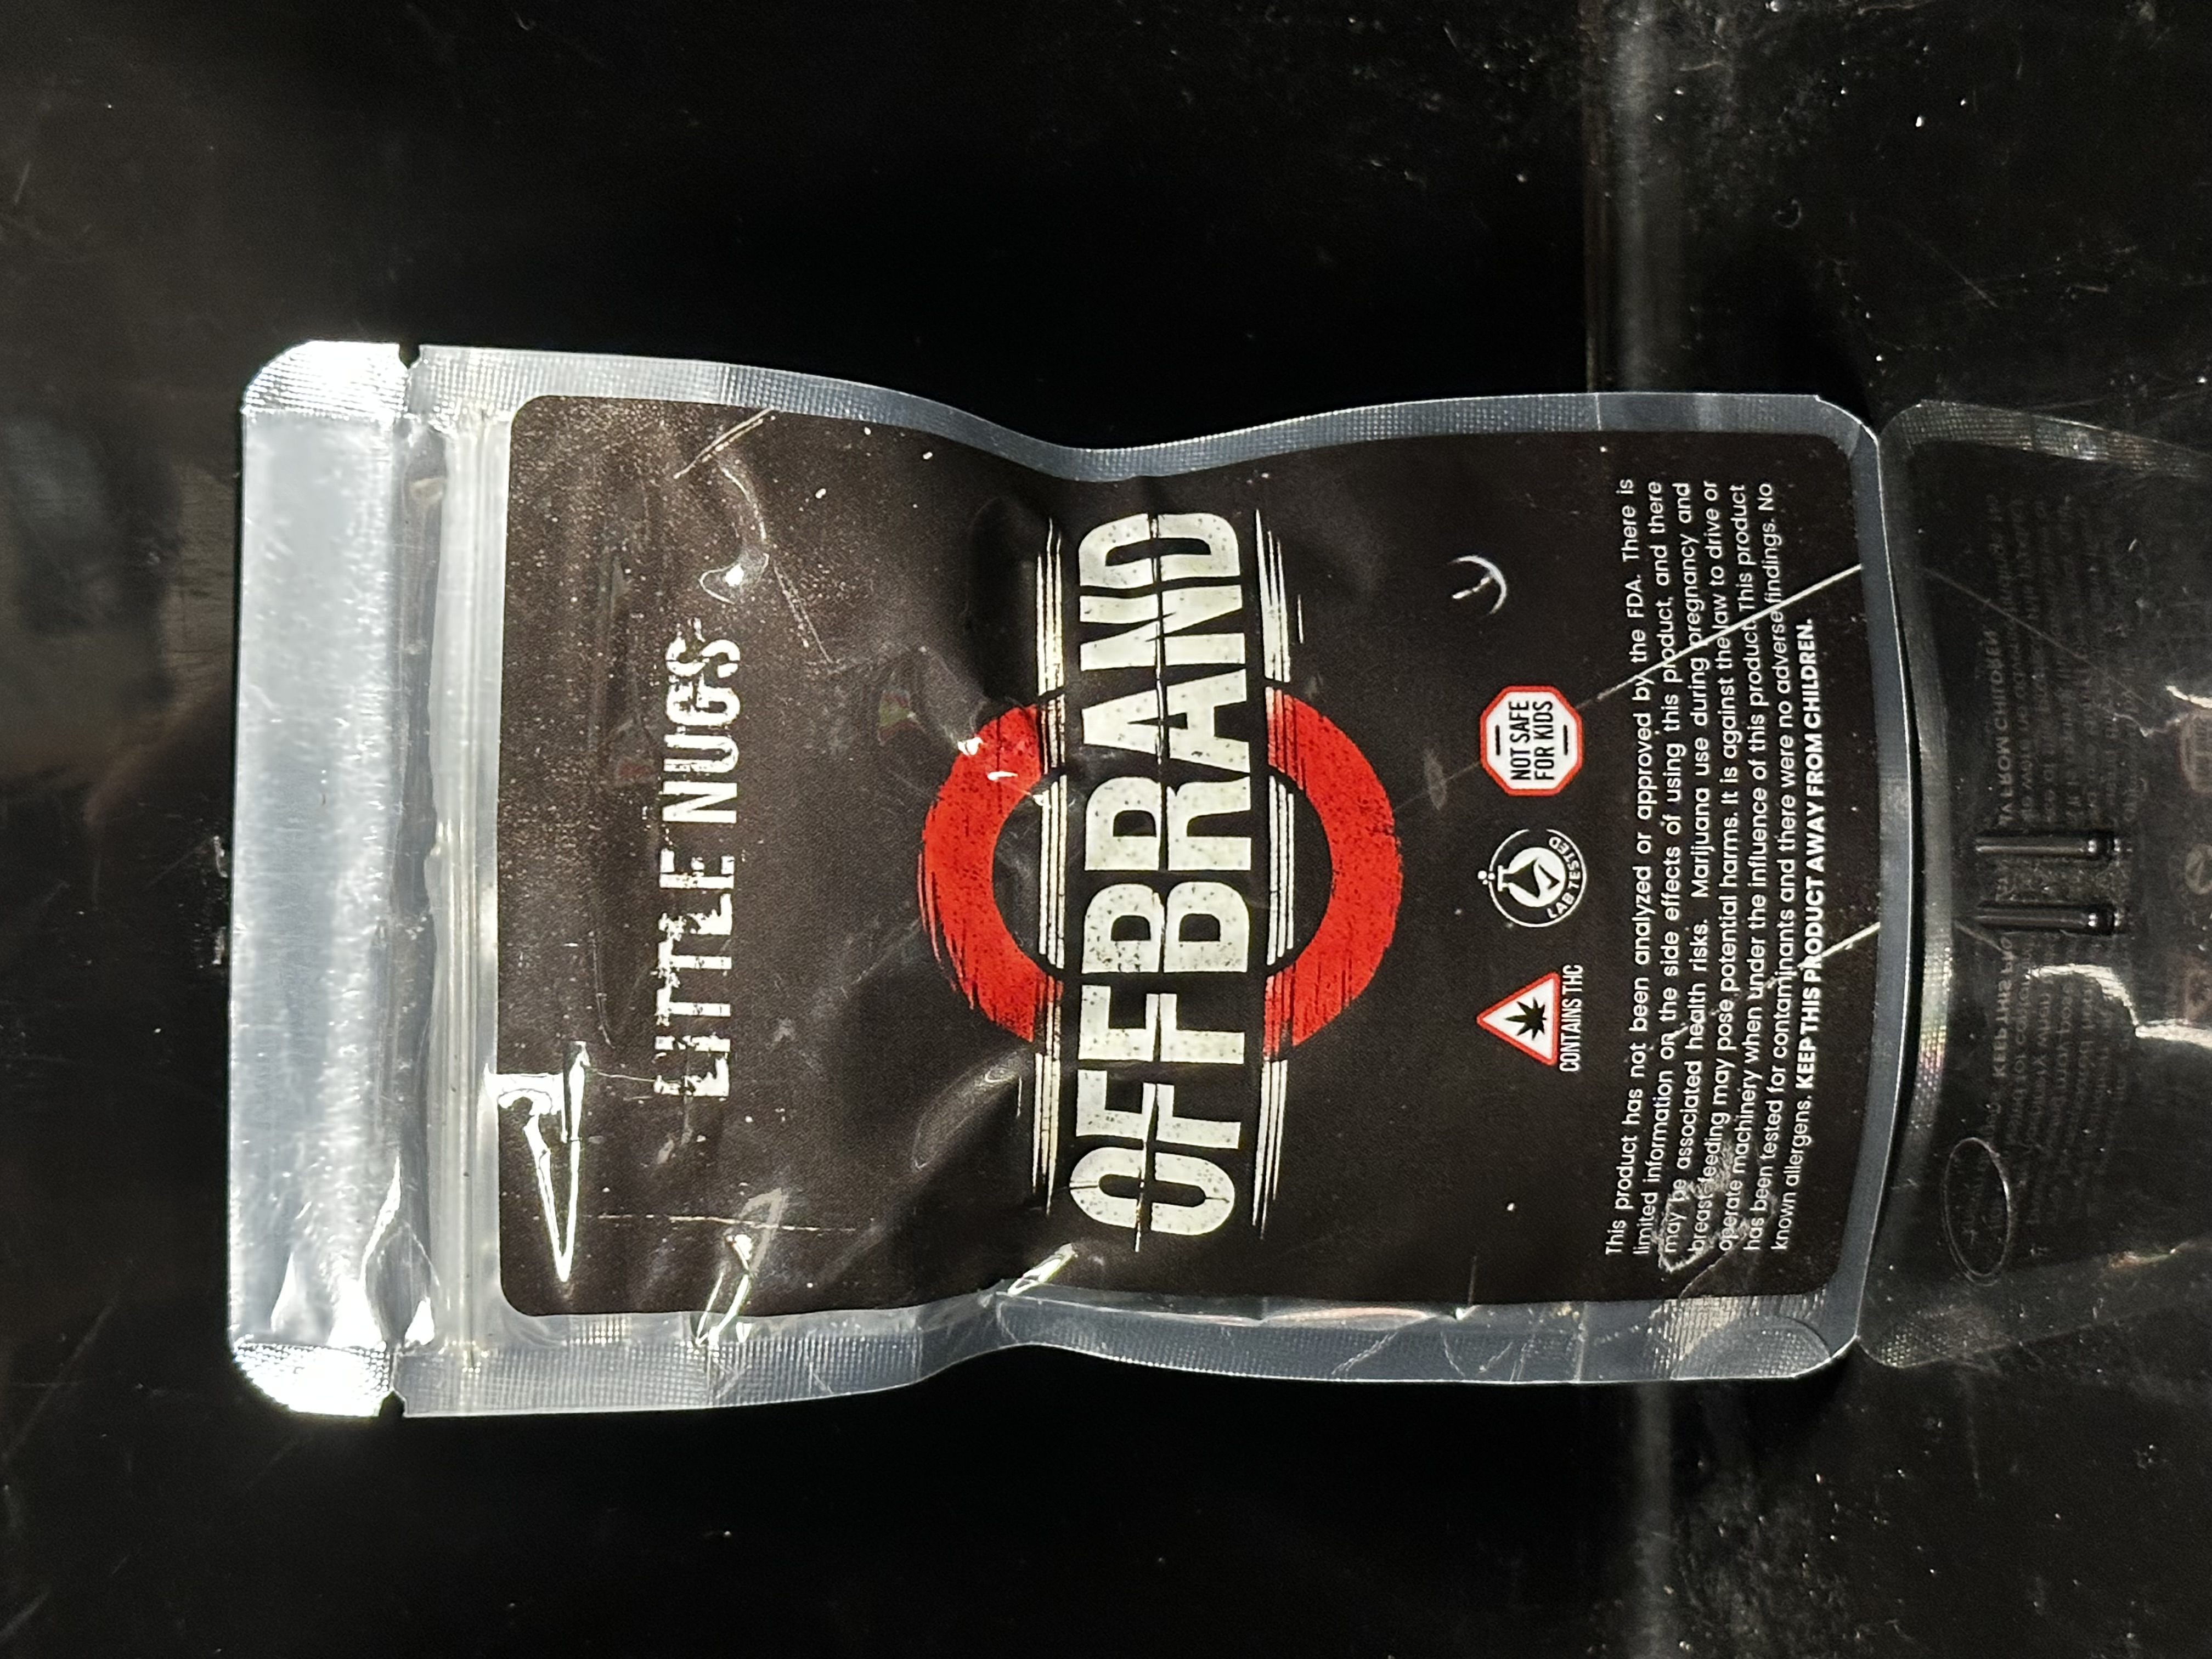 LITTLE NUGS
OFFBRAND
CONTAINS THC
LAB TESTED
NOT SAFE
FOR KIDS
This product has not been analyzed or approved by the FDA. There is
limited information on the side effects of using this product, and there
may be associated health risks. Marijuana use during pregnancy and
breast-feeding may pose potential harms. It is against the law to drive or
operate machinery when under the influence of this product. This product
has been tested for contaminants and there were no adverse findings. No
known allergens. KEEP THIS PRODUCT AWAY FROM CHILDREN.